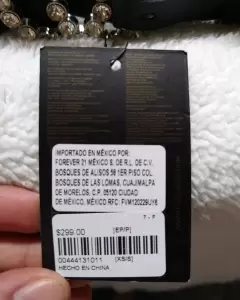 IMPORTADO EN MÉXICO POR:
FOREVER 21 MÉXICO S. DE R.L. DE C.V.
BOSQUES DE ALISOS 58 1ER PISO COL.
BOSQUES DE LAS LOMAS, CUAJIMALPA
DE MORELOS. C.P. 05120 CIUDAD
DE MÉXICO, MÉXICO RFC: FVM120229UY6
T - F
$299.00 [EP/P]
00444131011 [XS/S]
HECHO EN CHINA